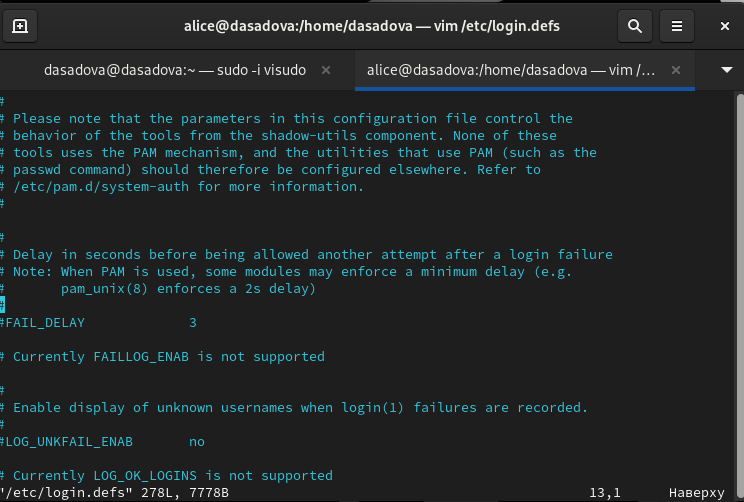 alice@dasadova:/home/dasadova — vim /etc/login.defs
dasadova@dasadova:~ — sudo -i visudo
alice@dasadova:/home/dasadova — vim /…
#
# Please note that the parameters in this configuration file control the
# behavior of the tools from the shadow-utils component. None of these
# tools uses the PAM mechanism, and the utilities that use PAM (such as the
# passwd command) should therefore be configured elsewhere. Refer to
# /etc/pam.d/system-auth for more information.
#
#
# Delay in seconds before being allowed another attempt after a login failure
# Note: When PAM is used, some modules may enforce a minimum delay (e.g.
#       pam_unix(8) enforces a 2s delay)
#
#FAIL_DELAY             3
# Currently FAILLOG_ENAB is not supported
#
# Enable display of unknown usernames when login(1) failures are recorded.
#
#LOG_UNKFAIL_ENAB       no
# Currently LOG_OK_LOGINS is not supported
"/etc/login.defs" 278L, 7778B 13,1 Наверху